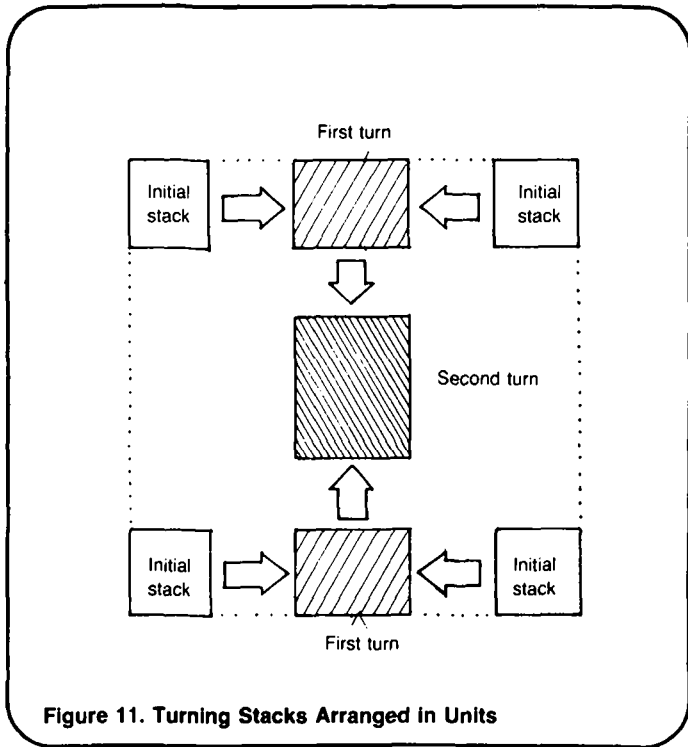 First turn
Initial
stack
Initial
stack
Second turn
Initial
stack
Initial
stack
First turn
Figure 11. Turning Stacks Arranged in Units